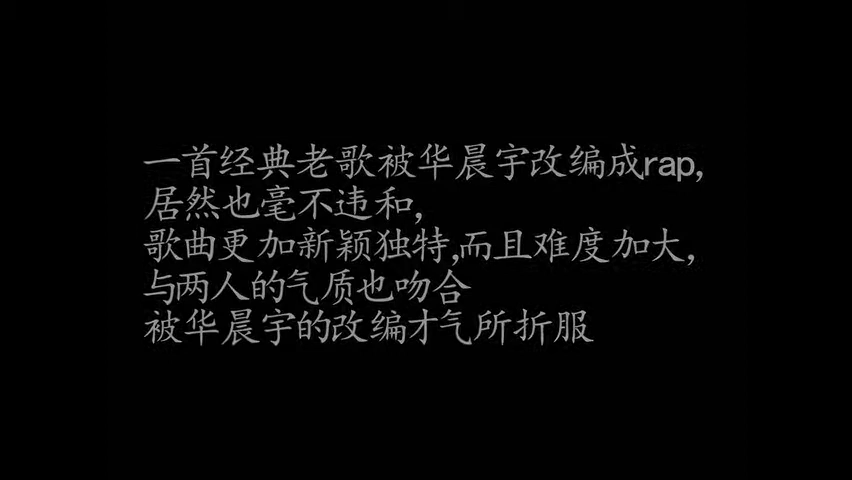 一首经典老歌被华晨宇改编成rap,
居然也毫不违和,
歌曲更加新颖独特,而且难度加大,
与两人的气质也吻合
被华晨宇的改编才气所折服